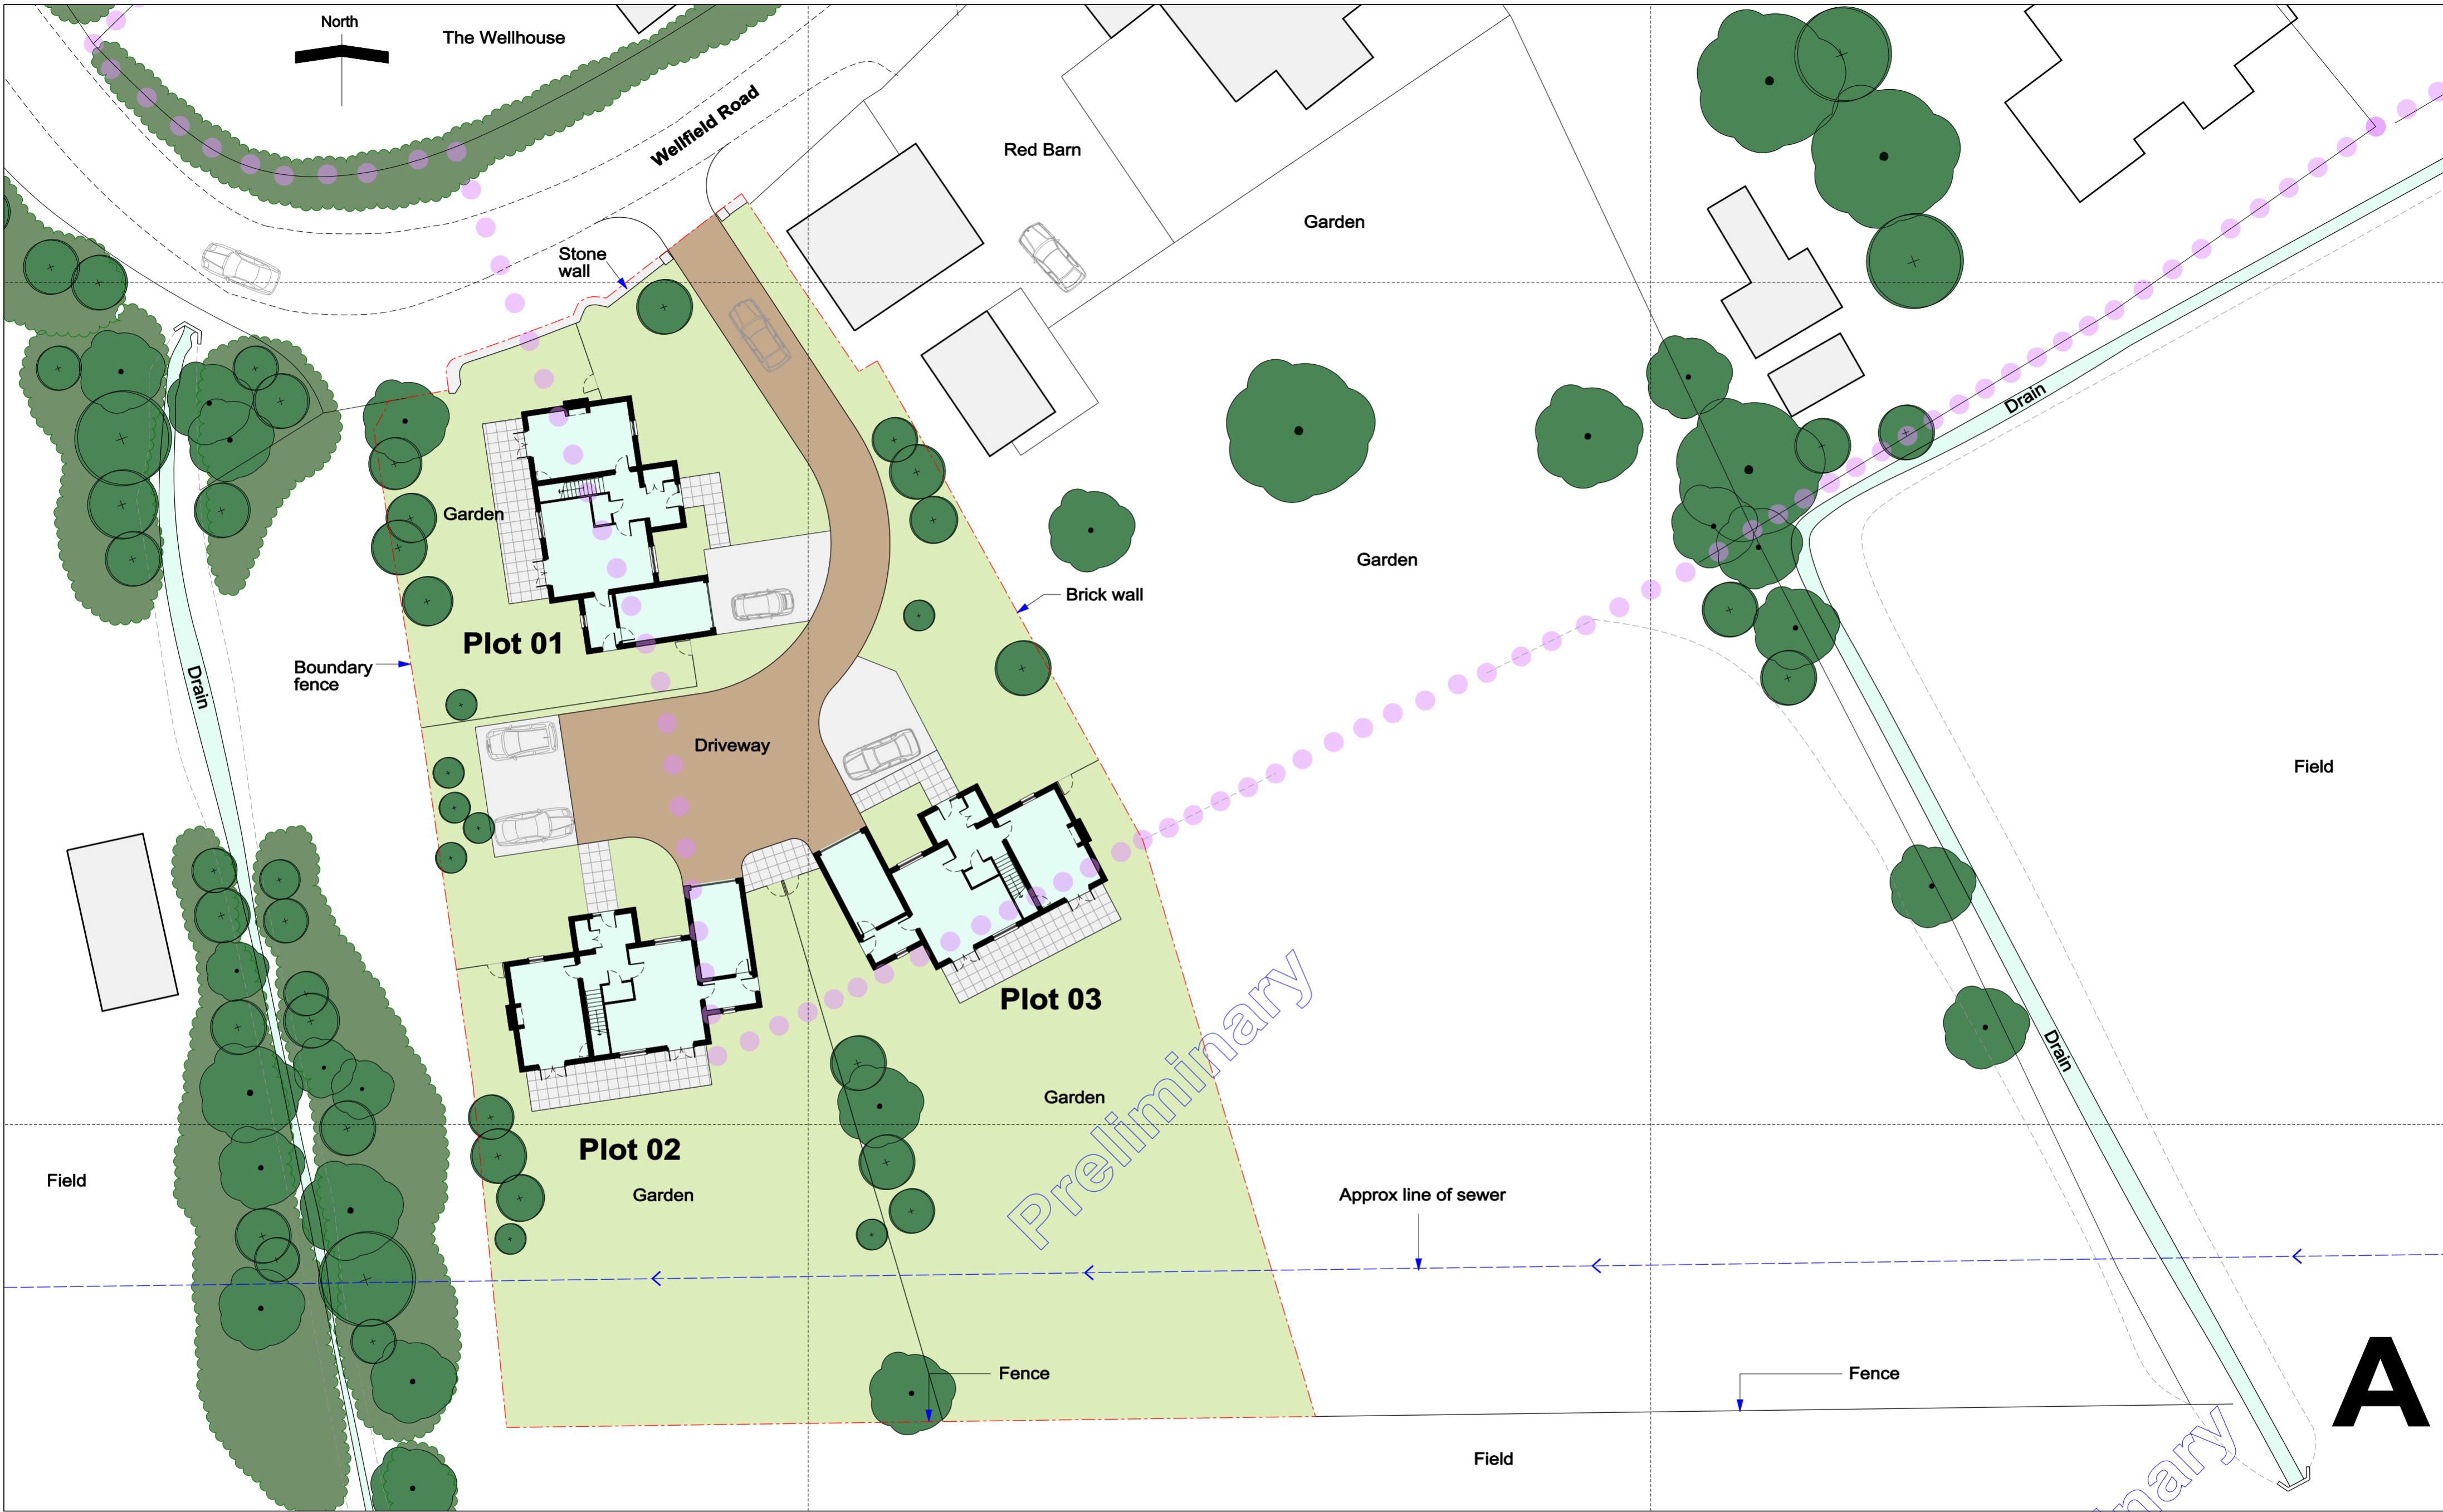 North
The Wellhouse
Wellfield Road
Red Barn
Garden
Stone
wall
Garden
Garden
Brick wall
Plot 01
Boundary
fence
Drain
Drain
Driveway
Field
Plot 03
Preliminary
Garden
Drain
Plot 02
Garden
Field
Approx line of sewer
Fence
Fence
A
Field